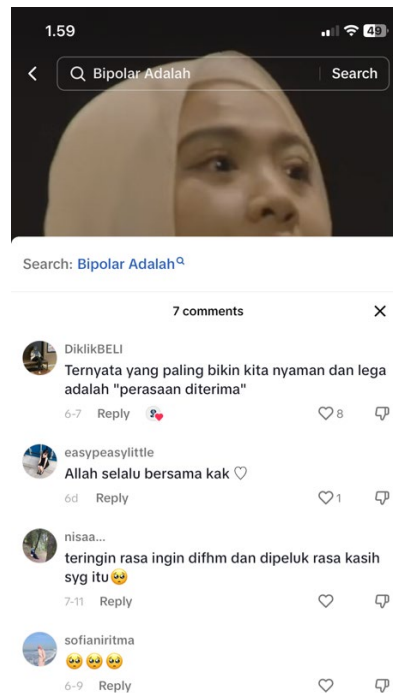 1.59
49
Bipolar Adalah
Search
Search: Bipolar Adalah
7 comments
DiklikBELI
Ternyata yang paling bikin kita nyaman dan lega
adalah "perasaan diterima"
6-7 Reply
8
easypeasylittle
Allah selalu bersama kak ♡
6d Reply
1
nisaa...
teringin rasa ingin difhm dan dipeluk rasa kasih
syg itu🥺
7-11 Reply
sofianiritma
🥺🥺🥺
6-9 Reply